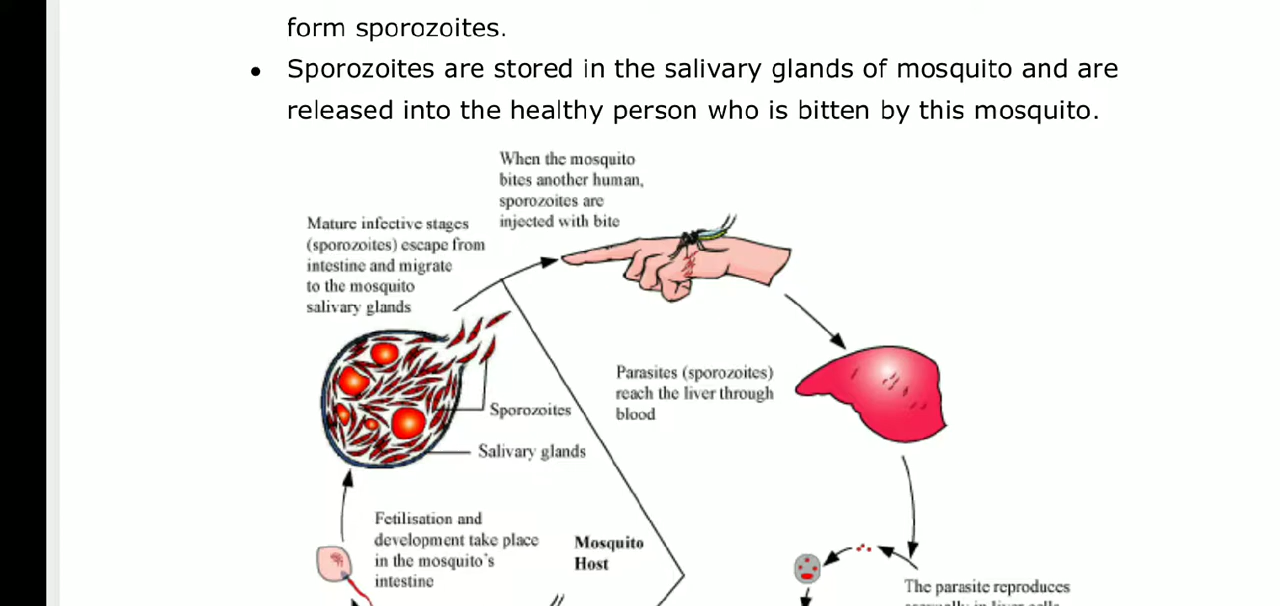 form sporozoites.
• Sporozoites are stored in the salivary glands of mosquito and are
released into the healthy person who is bitten by this mosquito.
When the mosquito
bites another human,
sporozoites are
injected with bite
Mature infective stages
(sporozoites) escape from
intestine and migrate
to the mosquito
salivary glands
Parasites (sporozoites)
reach the liver through
blood
Sporozoites
Salivary glands
Fetilisation and
development take place
in the mosquito's
intestine
Mosquito
Host
The parasite reproduces